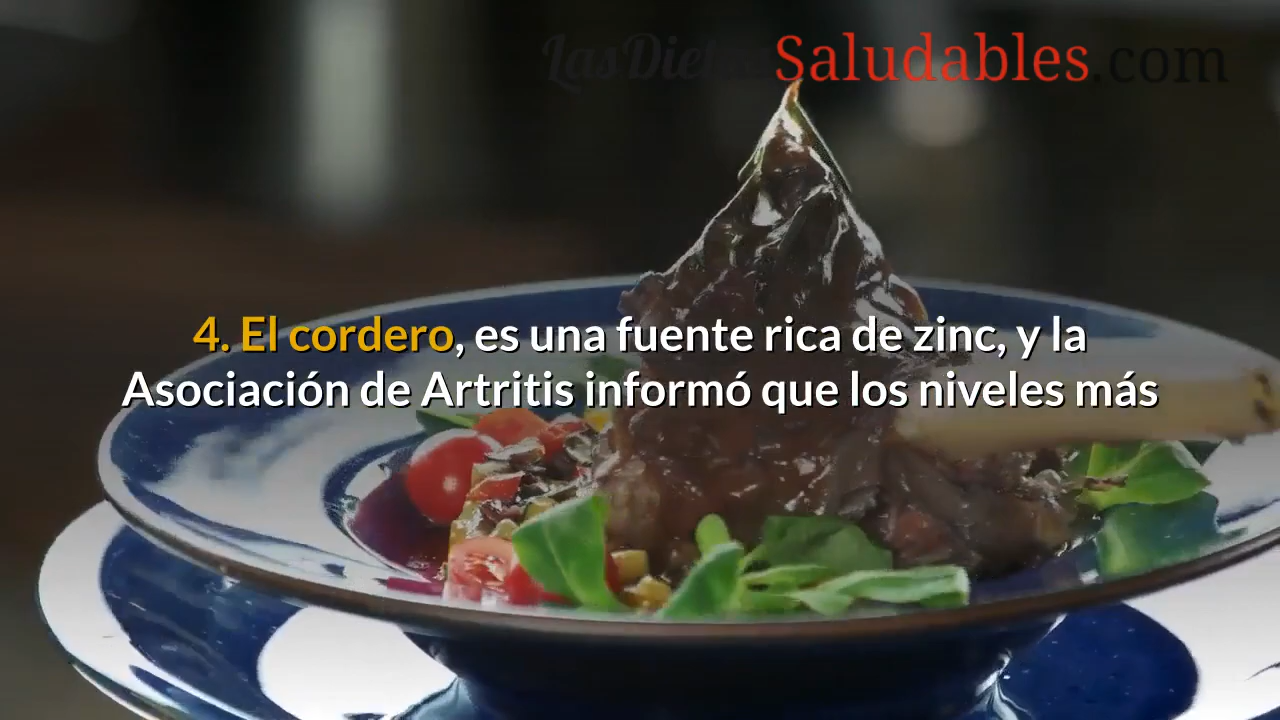 LasDietasSaludables.com
4. El cordero, es una fuente rica de zinc, y la
Asociación de Artritis informó que los niveles más